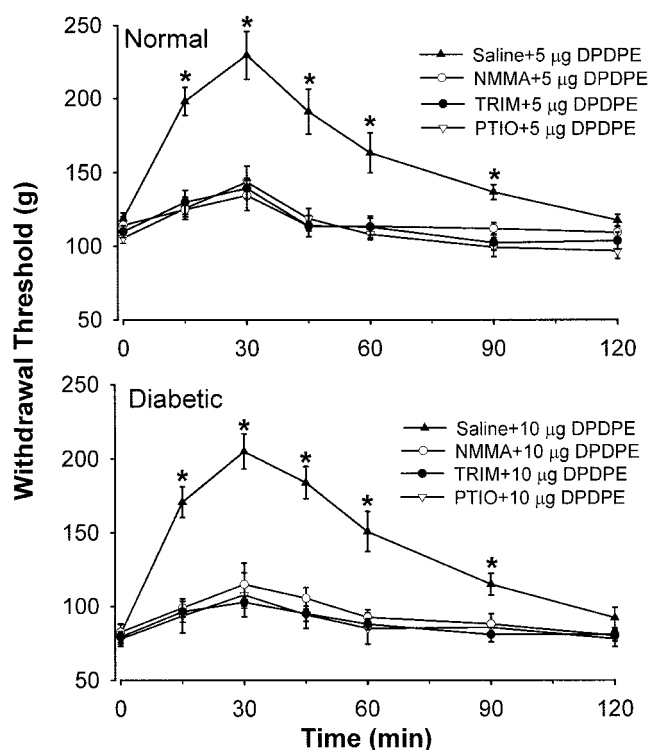 Withdrawal Threshold (g)
Normal
Saline+5 μg DPDPE
NMMA+5 μg DPDPE
TRIM+5 μg DPDPE
PTIO+5 μg DPDPE
250
200
150
100
50
* * * * *
0 30 45 60 90 120
Diabetic
Saline+10 μg DPDPE
NMMA+10 μg DPDPE
TRIM+10 μg DPDPE
PTIO+10 μg DPDPE
250
200
150
100
50
* * * * *
0 30 60 90 120
Time (min)